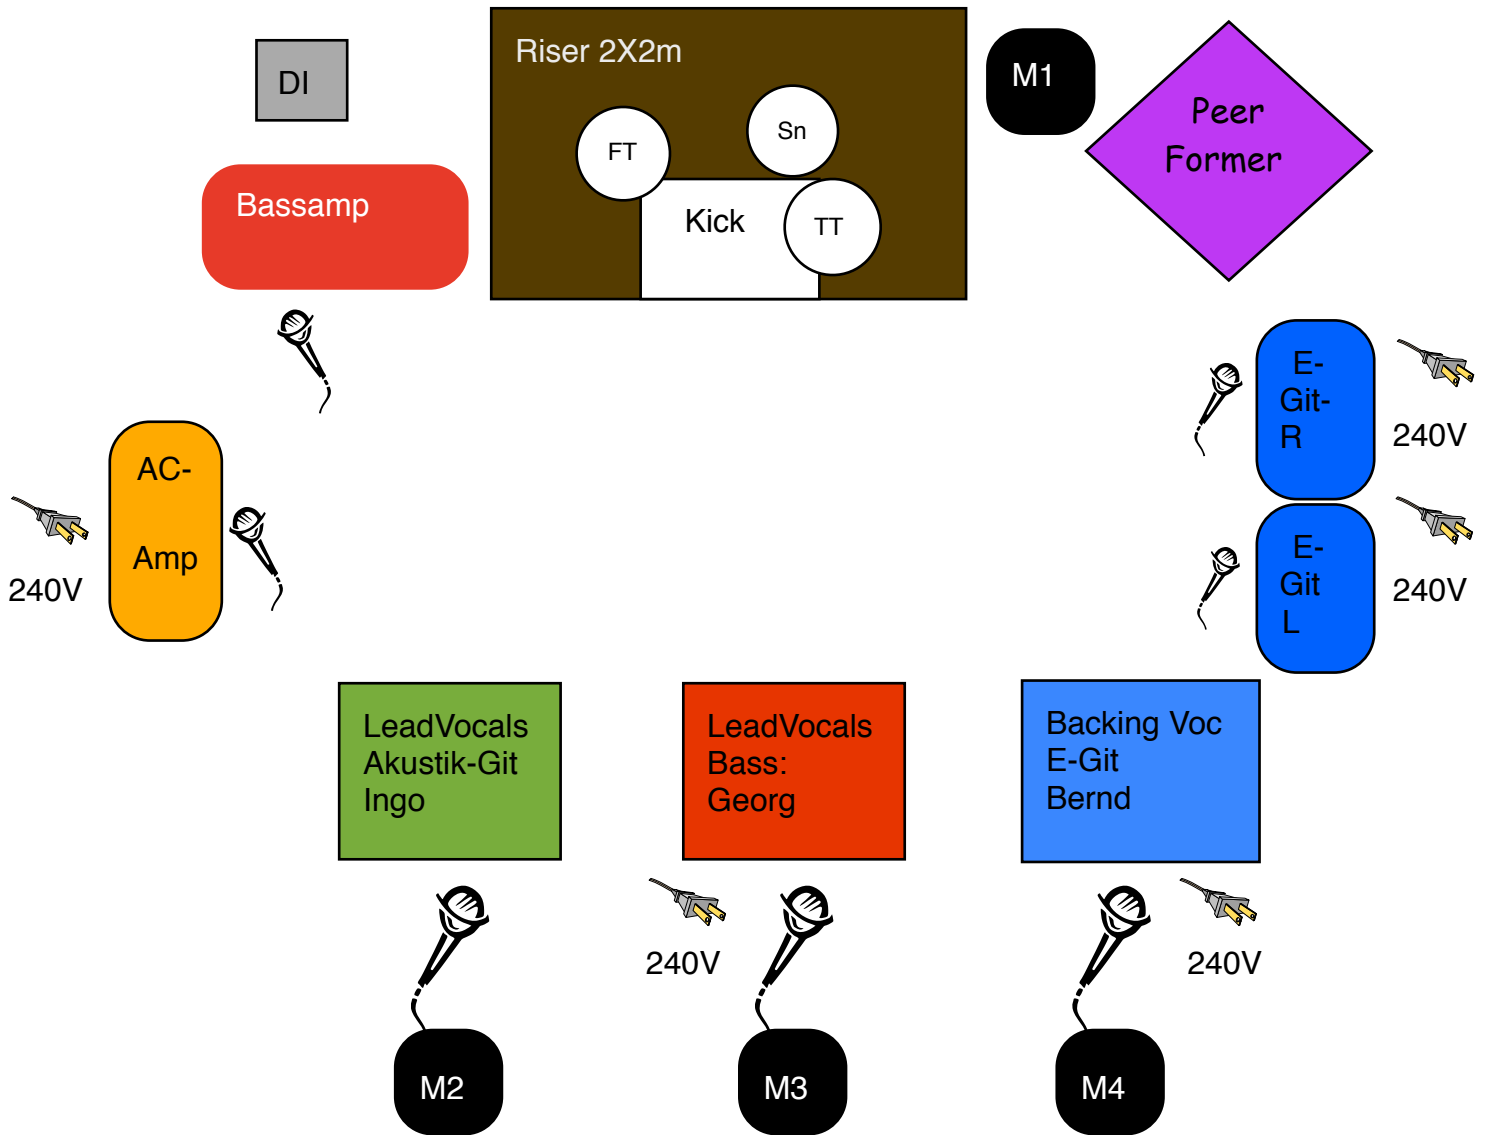 Riser 2X2m
DI
M1
Peer
Former
Sn
FT
Kick
TT
Bassamp
E-
Git-
R
240V
AC-
Amp
240V
E-
Git
L
240V
LeadVocals
Akustik-Git
Ingo
LeadVocals
Bass:
Georg
Backing Voc
E-Git
Bernd
240V
240V
M2
M3
M4